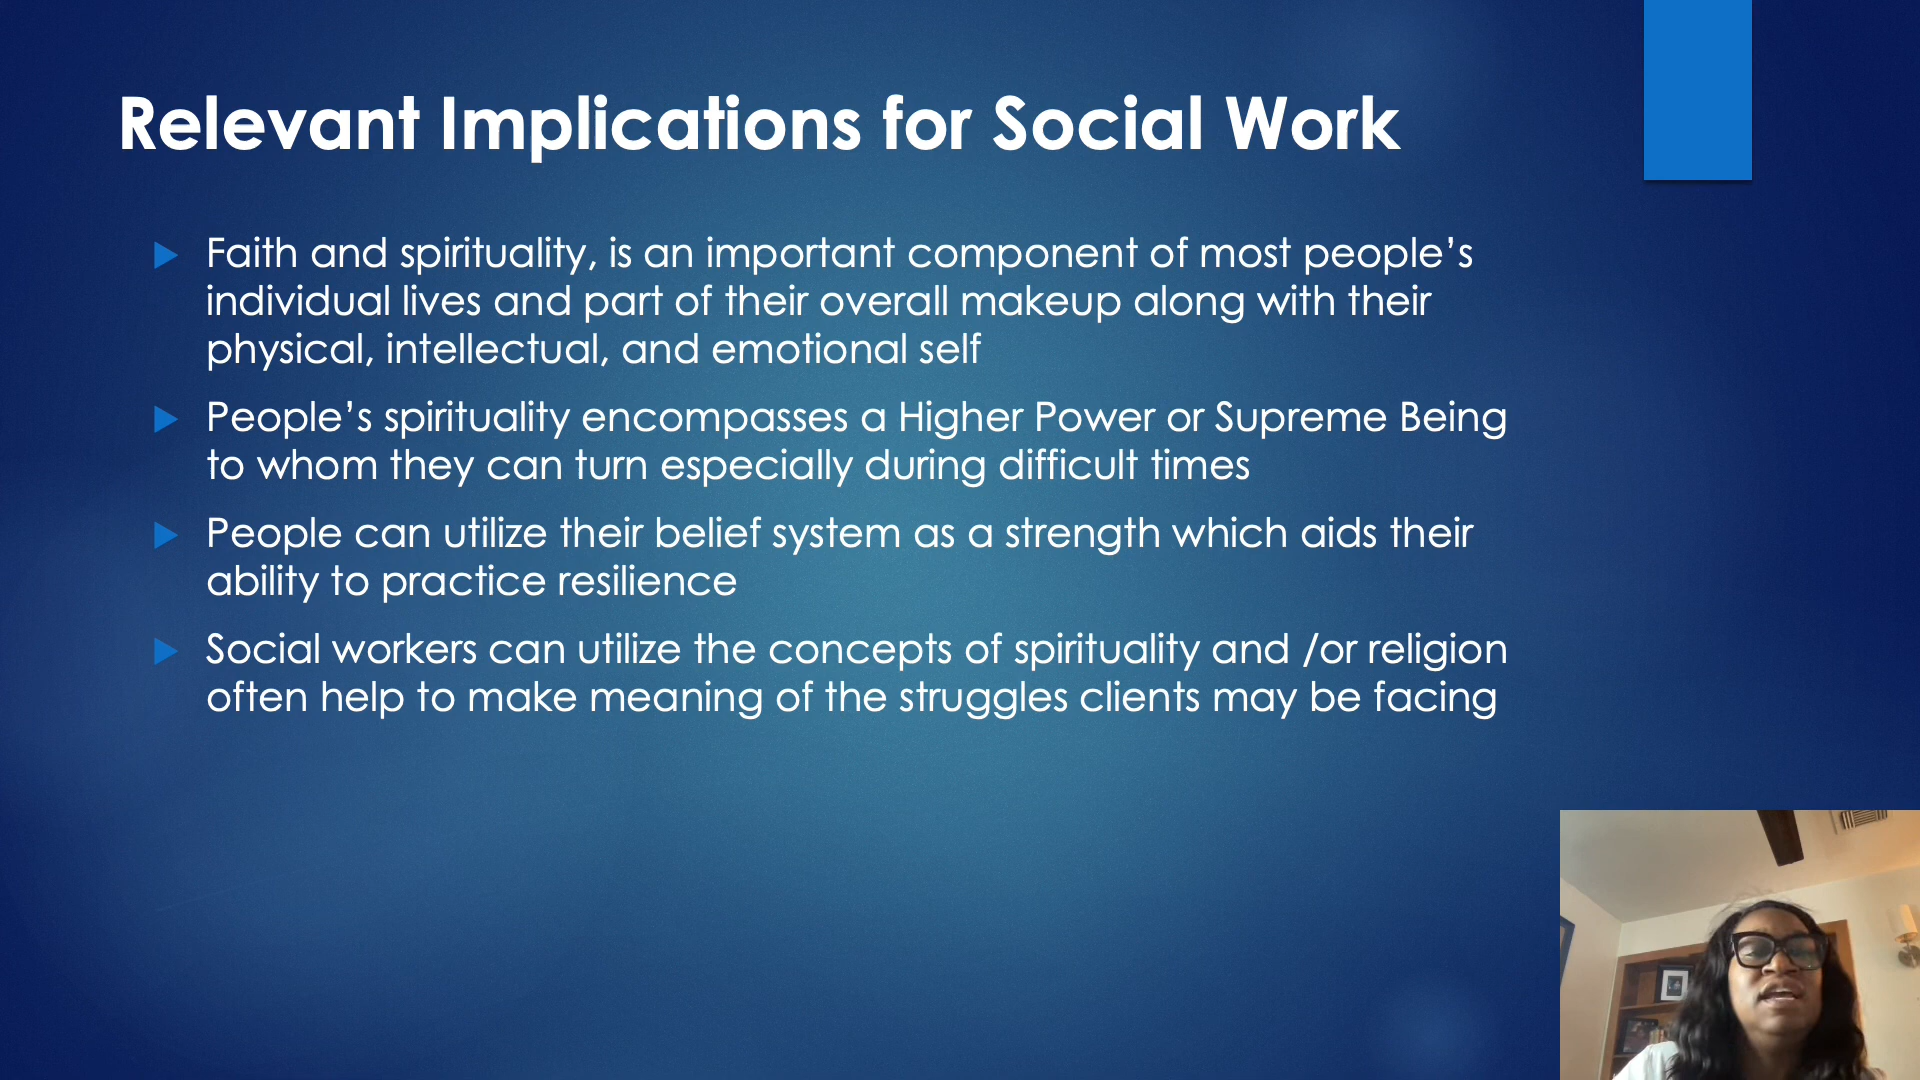 Relevant Implications for Social Work
Faith and spirituality, is an important component of most people’s
individual lives and part of their overall makeup along with their
physical, intellectual, and emotional self
People’s spirituality encompasses a Higher Power or Supreme Being
to whom they can turn especially during difficult times
People can utilize their belief system as a strength which aids their
ability to practice resilience
Social workers can utilize the concepts of spirituality and /or religion
often help to make meaning of the struggles clients may be facing